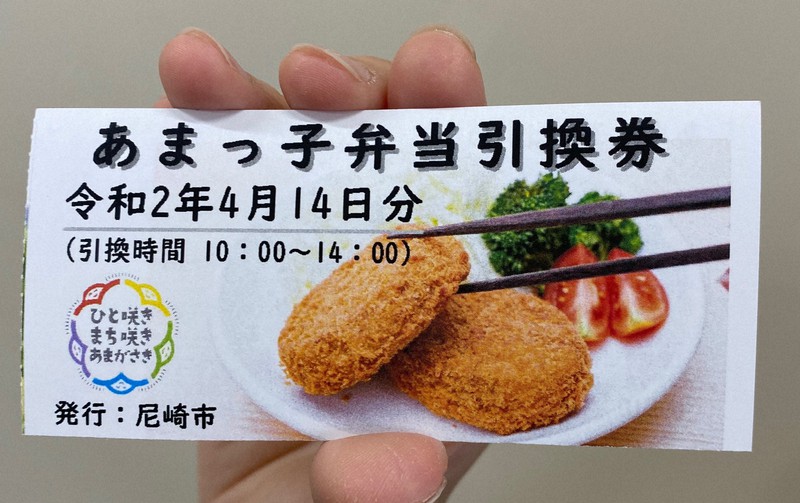 あまっ子弁当引換券
令和2年4月14日分
(引換時間 10:00～14:00)
ひと咲き
まち咲き
あまがさき
発行：尼崎市